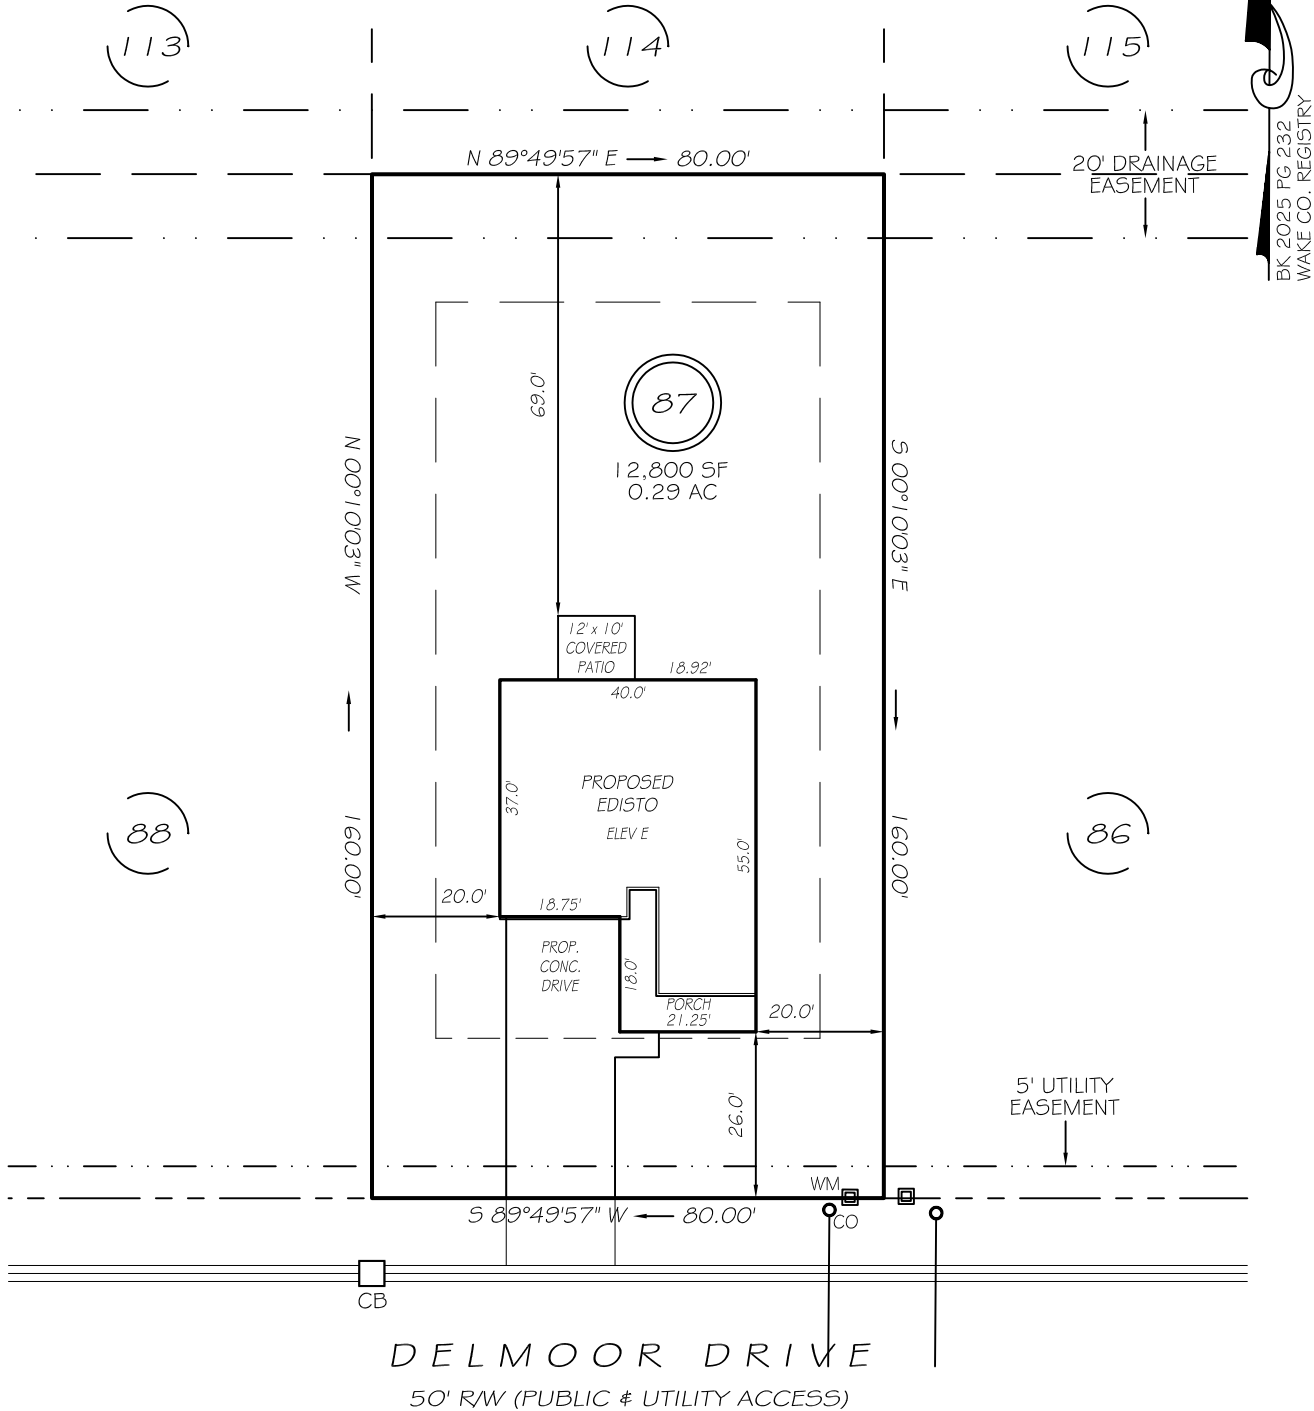 113
114
115
BK 2025 PG 232
WAKE CO. REGISTRY
N 89°49'57" E 80.00'
20' DRAINAGE
EASEMENT
69.0'
87
12,800 SF
0.29 AC
N 00°10'03" W
160.00'
S 00°10'03" E
160.00'
12' x 10'
COVERED
PATIO
18.92'
40.0'
37.0'
PROPOSED
EDISTO
ELEV E
55.0'
88
86
20.0'
18.75'
PROP.
CONC.
DRIVE
18.0'
PORCH
21.25'
20.0'
26.0'
5' UTILITY
EASEMENT
WM
CO
S 89°49'57" W 80.00'
CB
DELMOOR DRIVE
50' R/W (PUBLIC & UTILITY ACCESS)